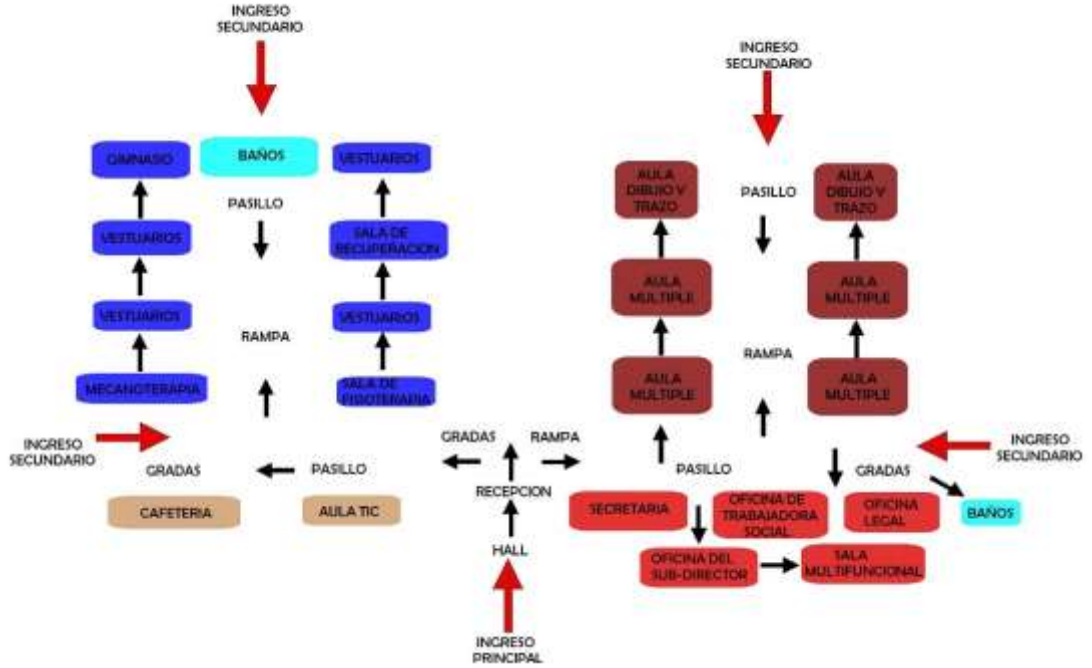 INGRESO
SECUNDARIO
INGRESO
SECUNDARIO
GIMNASIO
BAÑOS
VESTUARIOS
PASILLO
VESTUARIOS
SALA DE
RECUPERACION
VESTUARIOS
VESTUARIOS
RAMPA
MECANOTERAPIA
SALA DE
FISIOTERAPIA
INGRESO
SECUNDARIO
GRADAS
PASILLO
CAFETERIA
AULA TIC
GRADAS
RAMPA
RECEPCION
HALL
INGRESO
PRINCIPAL
AULA
DIBUJO Y
TRAZO
PASILLO
AULA
DIBUJO Y
TRAZO
AULA
MULTIPLE
AULA
MULTIPLE
RAMPA
AULA
MULTIPLE
AULA
MULTIPLE
INGRESO
SECUNDARIO
PASILLO
GRADAS
SECRETARIA
OFICINA DE
TRABAJADORA
SOCIAL
OFICINA
LEGAL
BAÑOS
OFICINA DEL
SUB-DIRECTOR
SALA
MULTIFUNCIONAL